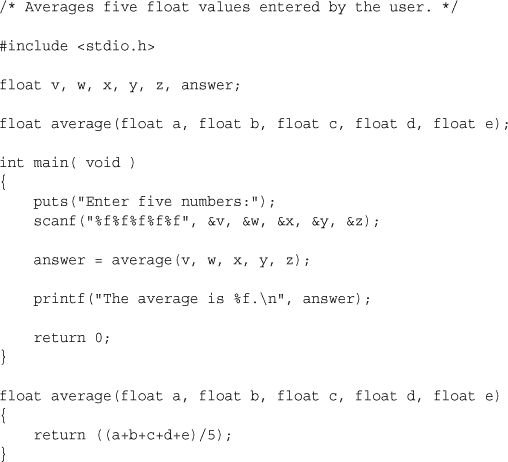 /* Averages five float values entered by the user. */
#include <stdio.h>
float v, w, x, y, z, answer;
float average(float a, float b, float c, float d, float e);
int main( void )
{
    puts("Enter five numbers:");
    scanf("%f%f%f%f%f", &v, &w, &x, &y, &z);
    answer = average(v, w, x, y, z);
    printf("The average is %f.\n", answer);
    return 0;
}
float average(float a, float b, float c, float d, float e)
{
    return ((a+b+c+d+e)/5);
}